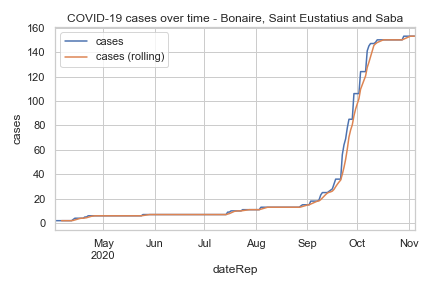 COVID-19 cases over time - Bonaire, Saint Eustatius and Saba
cases
cases (rolling)
160
140
120
100
80
60
40
20
0
cases
May Jun Jul Aug Sep Oct Nov
2020
dateRep